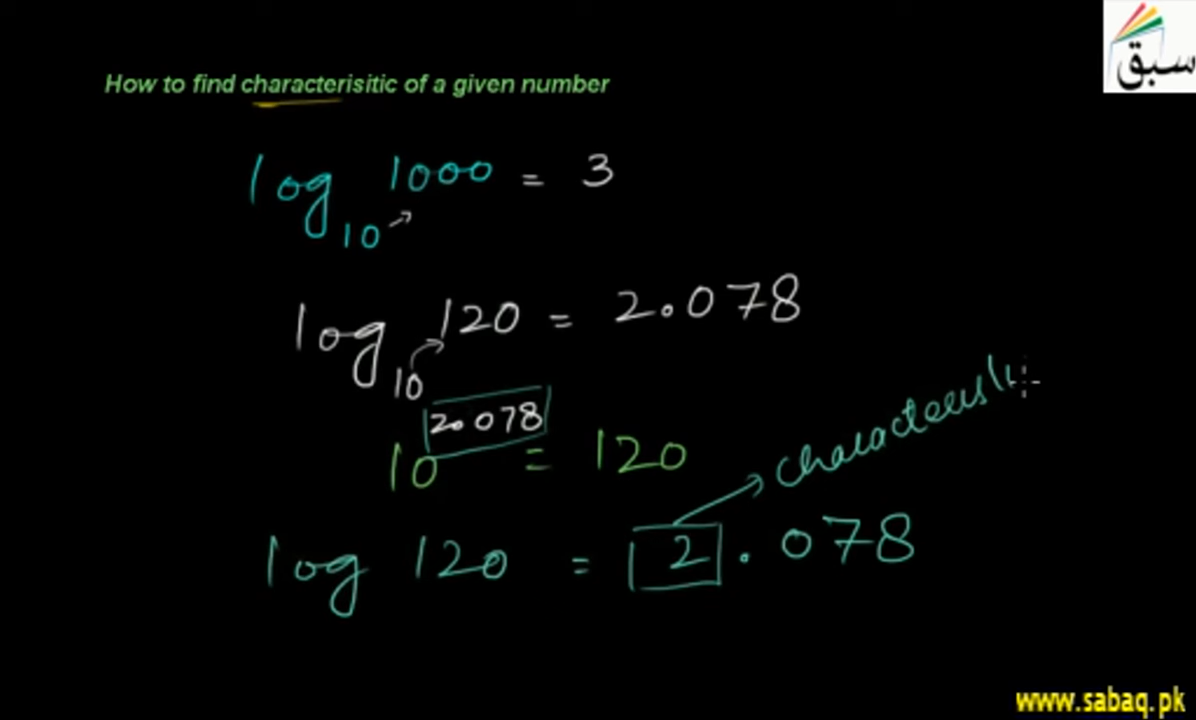 سبق
How to find characterisitic of a given number
log₁₀ 1000 = 3
log₁₀ 120 = 2.078
10^2.078 = 120
characteris
log 120 = 2.078
www.sabaq.pk